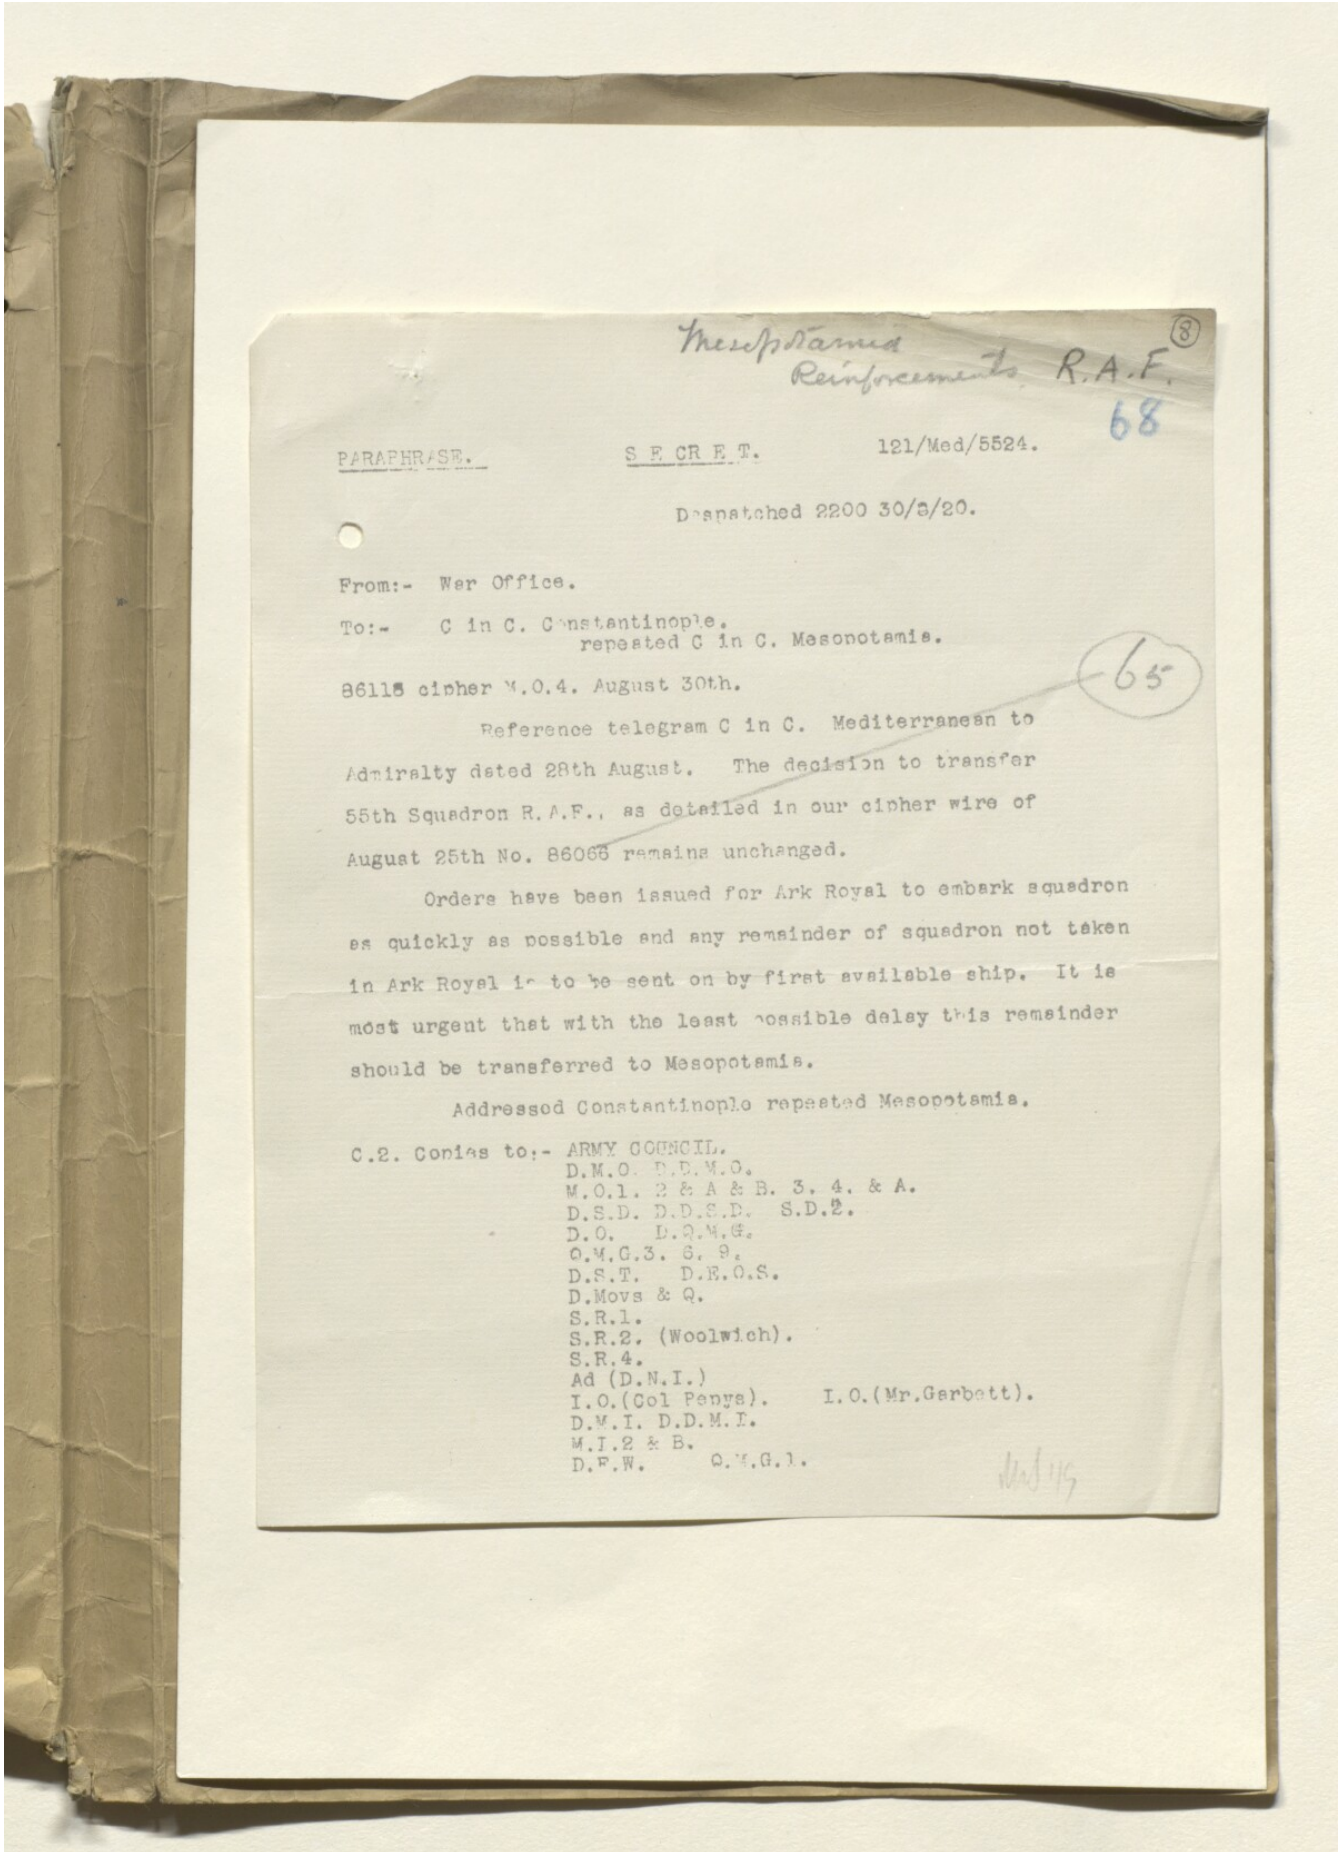 8
Mesopotamia
Reinforcements R.A.F.
68
PARAPHRASE. SECRET. 121/Med/5524.
Despatched 2200 30/8/20.
From:- War Office.
To:- C in C. Constantinople.
repeated C in C. Mesopotamia.
65
86118 cipher M.O.4. August 30th.
Reference telegram C in C. Mediterranean to
Admiralty dated 28th August. The decision to transfer
55th Squadron R.A.F., as detailed in our cipher wire of
August 25th No. 86066 remains unchanged.
Orders have been issued for Ark Royal to embark squadron
as quickly as possible and any remainder of squadron not taken
in Ark Royal is to be sent on by first available ship. It is
most urgent that with the least possible delay this remainder
should be transferred to Mesopotamia.
Addressed Constantinople repeated Mesopotamia.
C.2. Copies to:- ARMY COUNCIL.
D.M.O. D.D.M.O.
M.O.1. 2 & A & B. 3. 4. & A.
D.S.D. D.D.S.D. S.D.2.
D.O. D.Q.M.G.
Q.M.G.3. 6. 9.
D.S.T. D.E.O.S.
D.Movs & Q.
S.R.1.
S.R.2. (Woolwich).
S.R.4.
Ad (D.N.I.)
I.O.(Col Penys). I.O.(Mr.Garbett).
D.M.I. D.D.M.I.
M.I.2 & B.
D.F.W. Q.M.G.1.